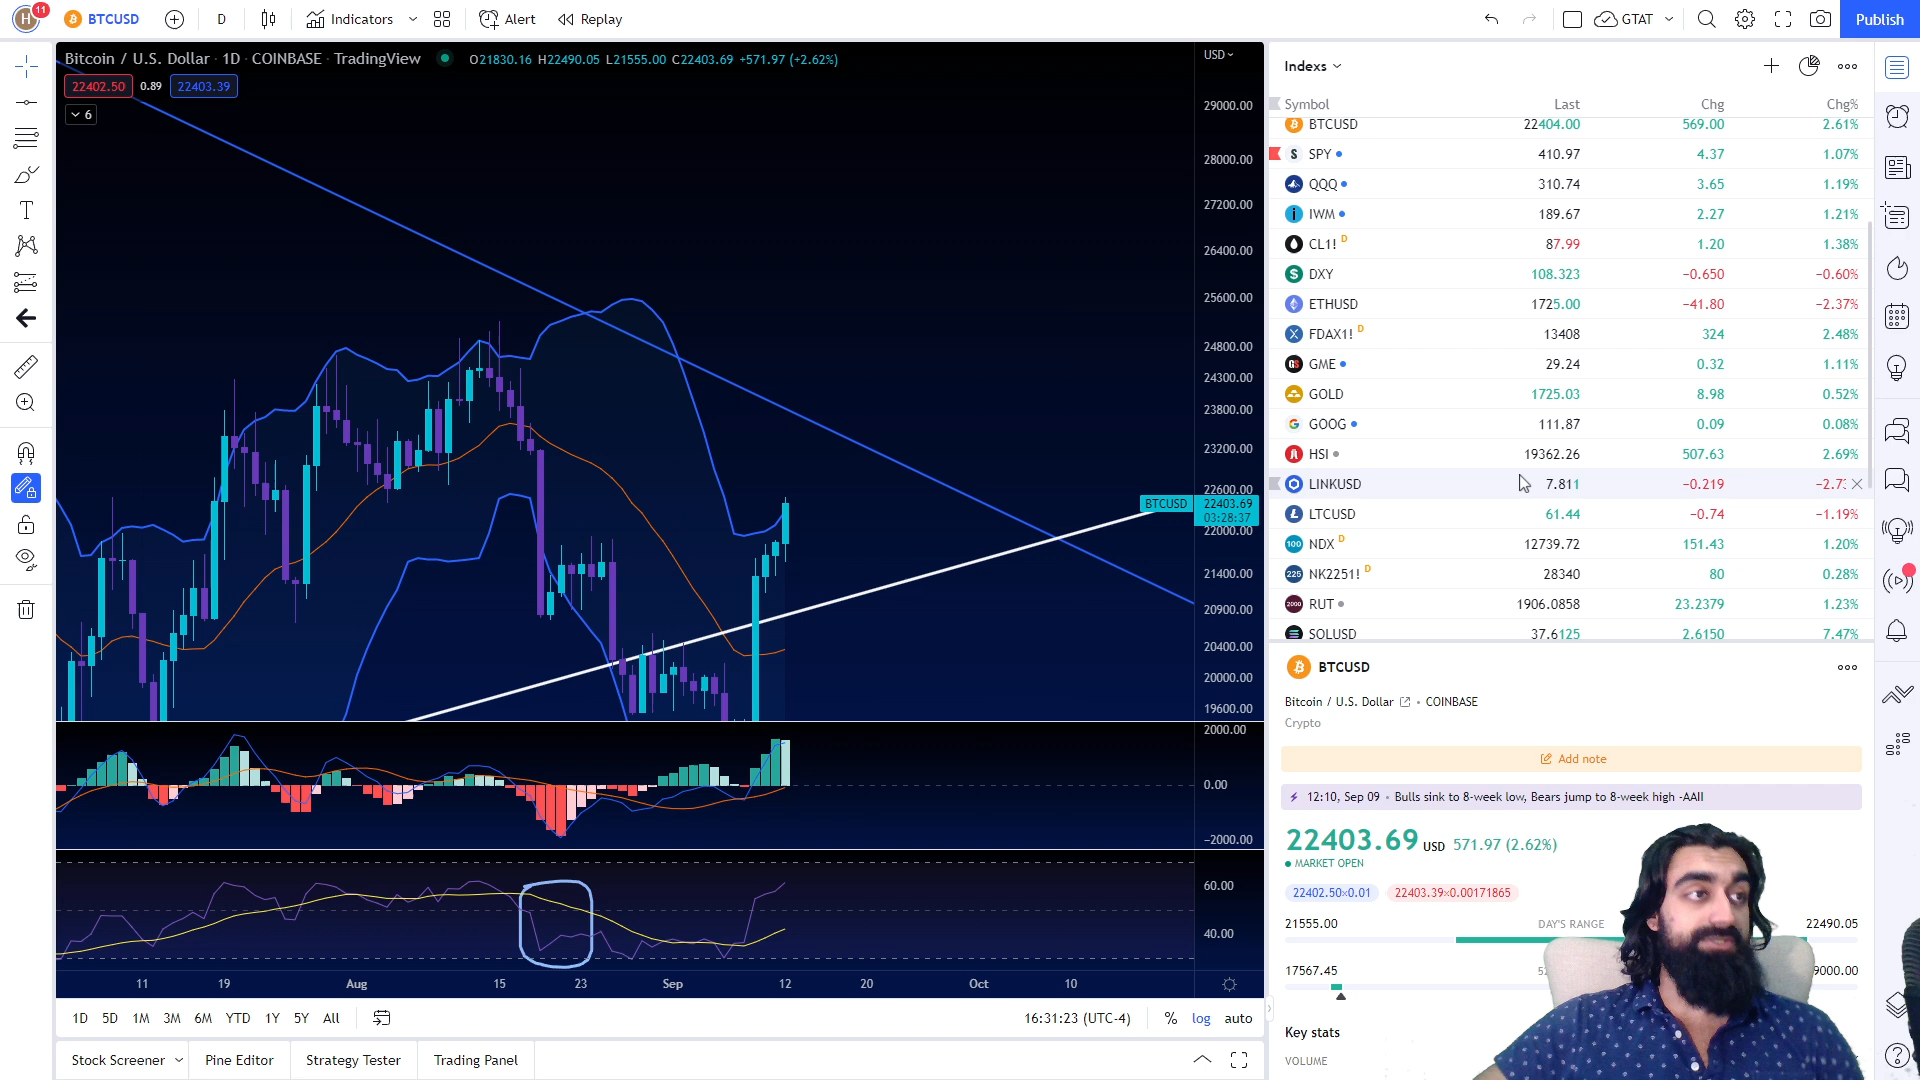 H 11 BTCUSD D Indicators Alert Replay GTAT Publish
Bitcoin / U.S. Dollar · 1D · COINBASE · TradingView O21830.16 H22490.05 L21555.00 C22403.69 +571.97 (+2.62%)
22402.50 0.89 22403.39
6
USD
29000.00
28000.00
27200.00
26400.00
25600.00
24800.00
24300.00
23800.00
23200.00
22600.00
BTCUSD 22403.69
03:28:37
22000.00
21400.00
20900.00
20400.00
20000.00
19600.00
2000.00
0.00
−2000.00
60.00
40.00
11 19 Aug 15 23 Sep 12 20 Oct 10
1D 5D 1M 3M 6M YTD 1Y 5Y All 16:31:23 (UTC-4) % log auto
Stock Screener Pine Editor Strategy Tester Trading Panel
Indexs
Symbol Last Chg Chg%
BTCUSD 22404.00 569.00 2.61%
SPY 410.97 4.37 1.07%
QQQ 310.74 3.65 1.19%
IWM 189.67 2.27 1.21%
CL1! D 87.99 1.20 1.38%
DXY 108.323 −0.650 −0.60%
ETHUSD 1725.00 −41.80 −2.37%
FDAX1! D 13408 324 2.48%
GME 29.24 0.32 1.11%
GOLD 1725.03 8.98 0.52%
GOOG 111.87 0.09 0.08%
HSI 19362.26 507.63 2.69%
LINKUSD 7.811 −0.219 −2.7
LTCUSD 61.44 −0.74 −1.19%
100 NDX D 12739.72 151.43 1.20%
225 NK2251! D 28340 80 0.28%
2000 RUT 1906.0858 23.2379 1.23%
SOLUSD 37.6125 2.6150 7.47%
BTCUSD
Bitcoin / U.S. Dollar · COINBASE
Crypto
Add note
12:10, Sep 09 · Bulls sink to 8-week low, Bears jump to 8-week high -AAII
22403.69 USD 571.97 (2.62%)
MARKET OPEN
22402.50×0.01 22403.39×0.00171865
21555.00 DAY'S RANGE 22490.05
17567.45 9000.00
Key stats
VOLUME